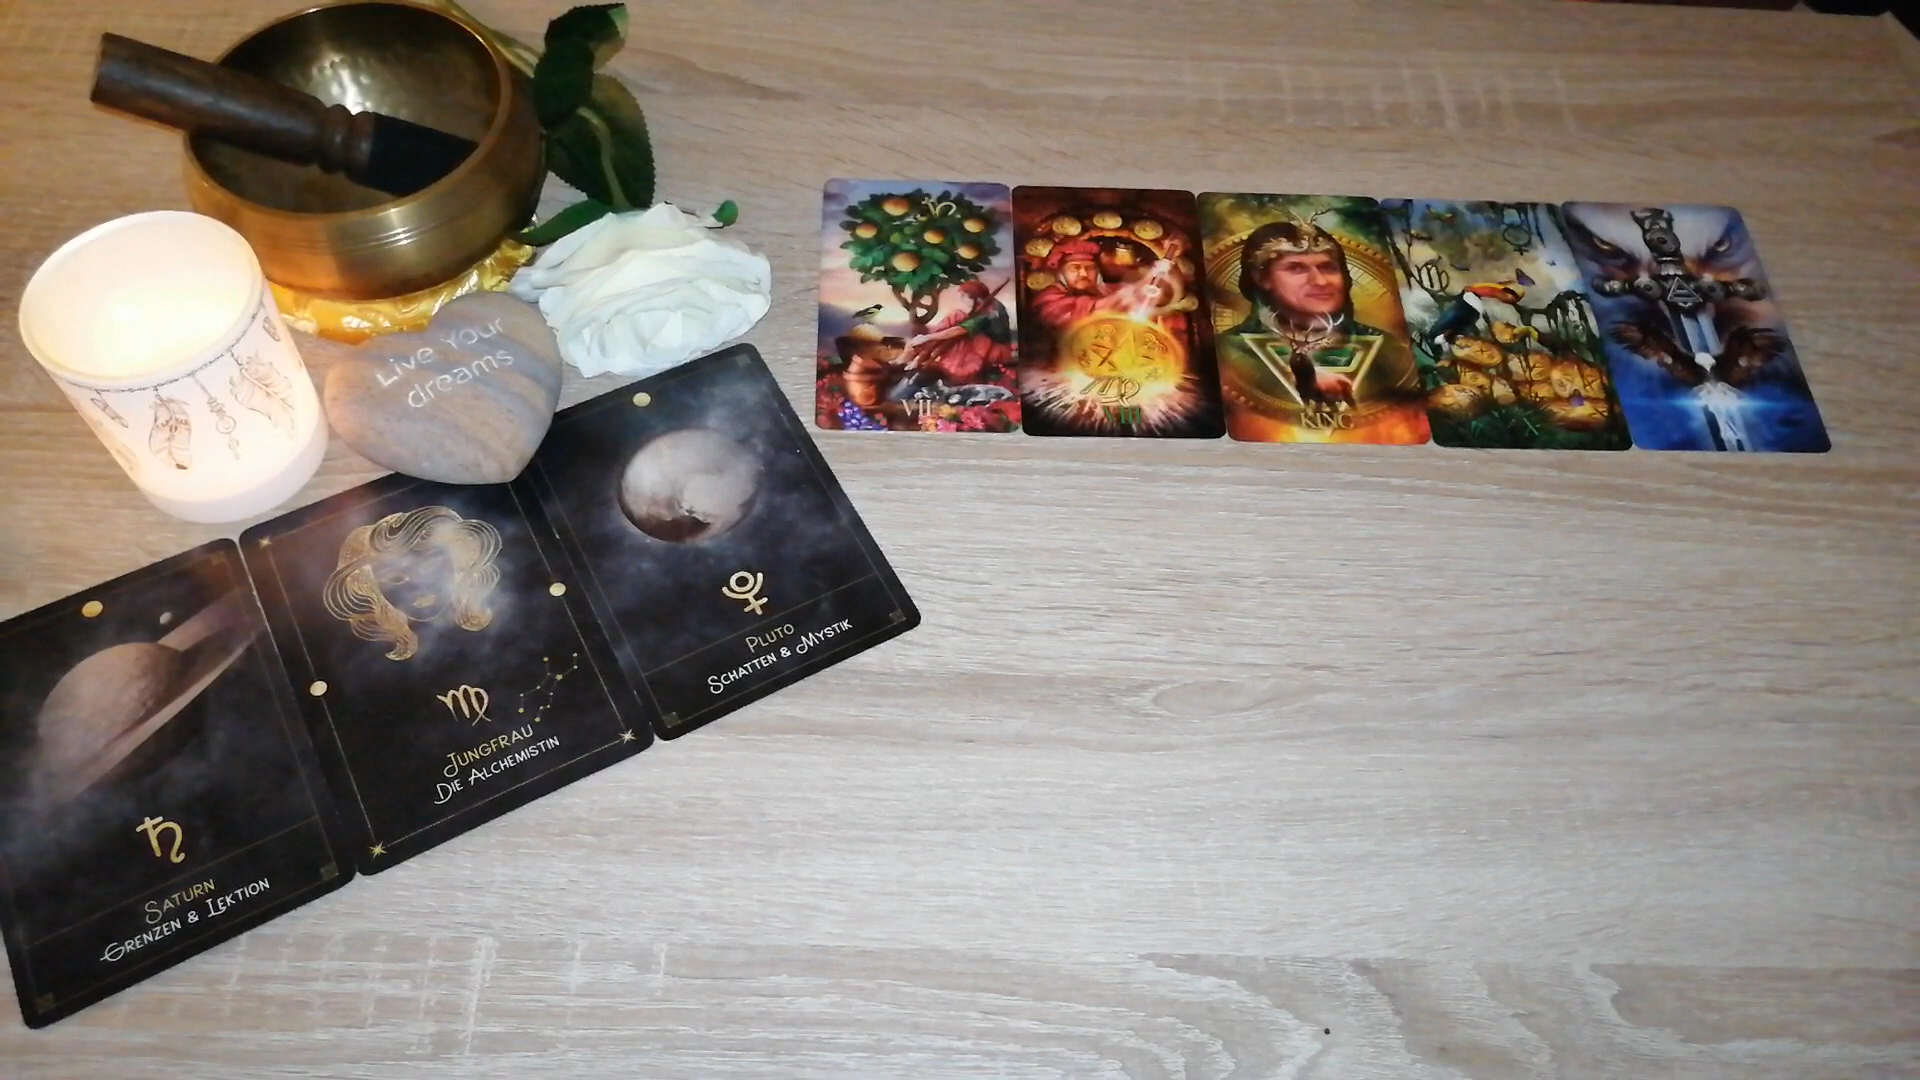 Live Your
dreams
VII
VIII
KING
X
A
Pluto
Schatten & Mystik
Jungfrau
Die Alchemistin
Saturn
Grenzen & Lektion